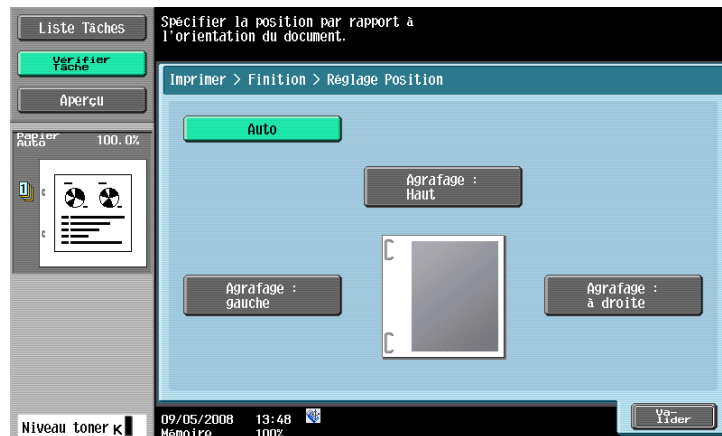 Liste Tâches
Spécifier la position par rapport à
l'orientation du document.
Vérifier
Tâche
Imprimer > Finition > Réglage Position
Aperçu
Auto
Papier
Auto 100.0%
Agrafage :
Haut
1
Agrafage :
gauche
Agrafage :
à droite
Niveau toner K
09/05/2008 13:48
Mémoire 100%
Va-
lider